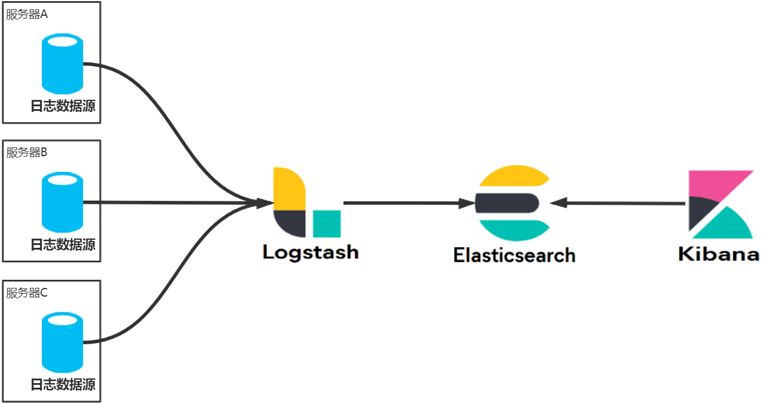 服务器A
日志数据源
服务器B
日志数据源
服务器C
日志数据源
Logstash
Elasticsearch
Kibana